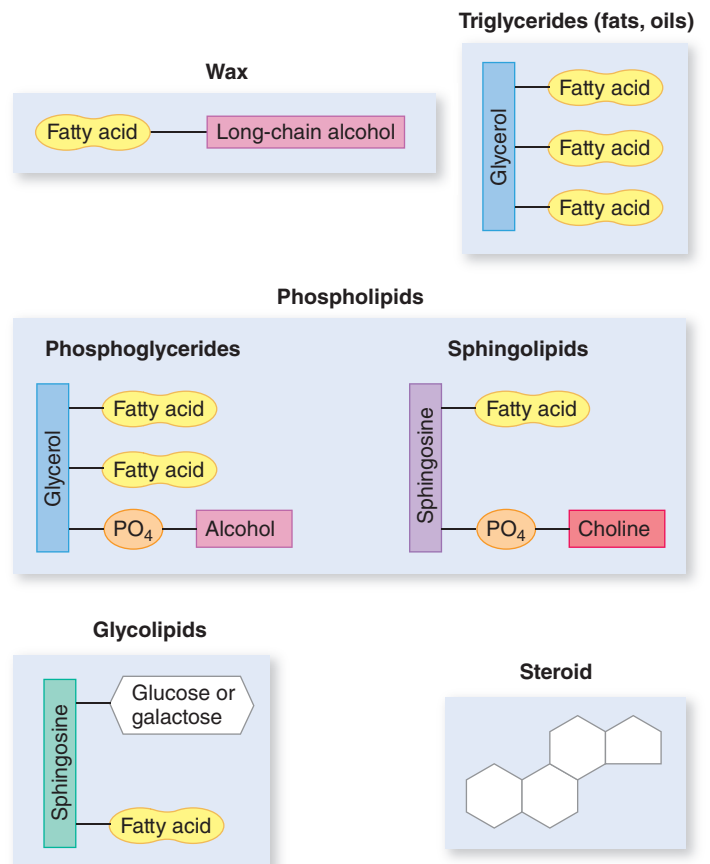 Triglycerides (fats, oils)
Wax
Fatty acid
Long-chain alcohol
Glycerol
Fatty acid
Fatty acid
Fatty acid
Phospholipids
Phosphoglycerides
Glycerol
Fatty acid
Fatty acid
PO₄
Alcohol
Sphingolipids
Sphingosine
Fatty acid
PO₄
Choline
Glycolipids
Sphingosine
Glucose or
galactose
Fatty acid
Steroid